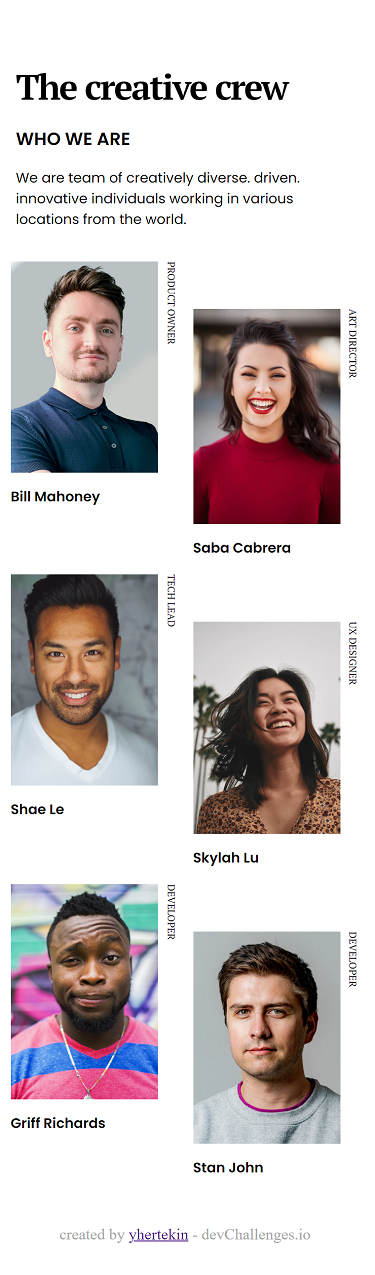 The creative crew
WHO WE ARE
We are team of creatively diverse. driven.
innovative individuals working in various
locations from the world.
PRODUCT OWNER
Bill Mahoney
ART DIRECTOR
Saba Cabrera
TECH LEAD
Shae Le
UX DESIGNER
Skylah Lu
DEVELOPER
Griff Richards
DEVELOPER
Stan John
created by yhertekin - devChallenges.io